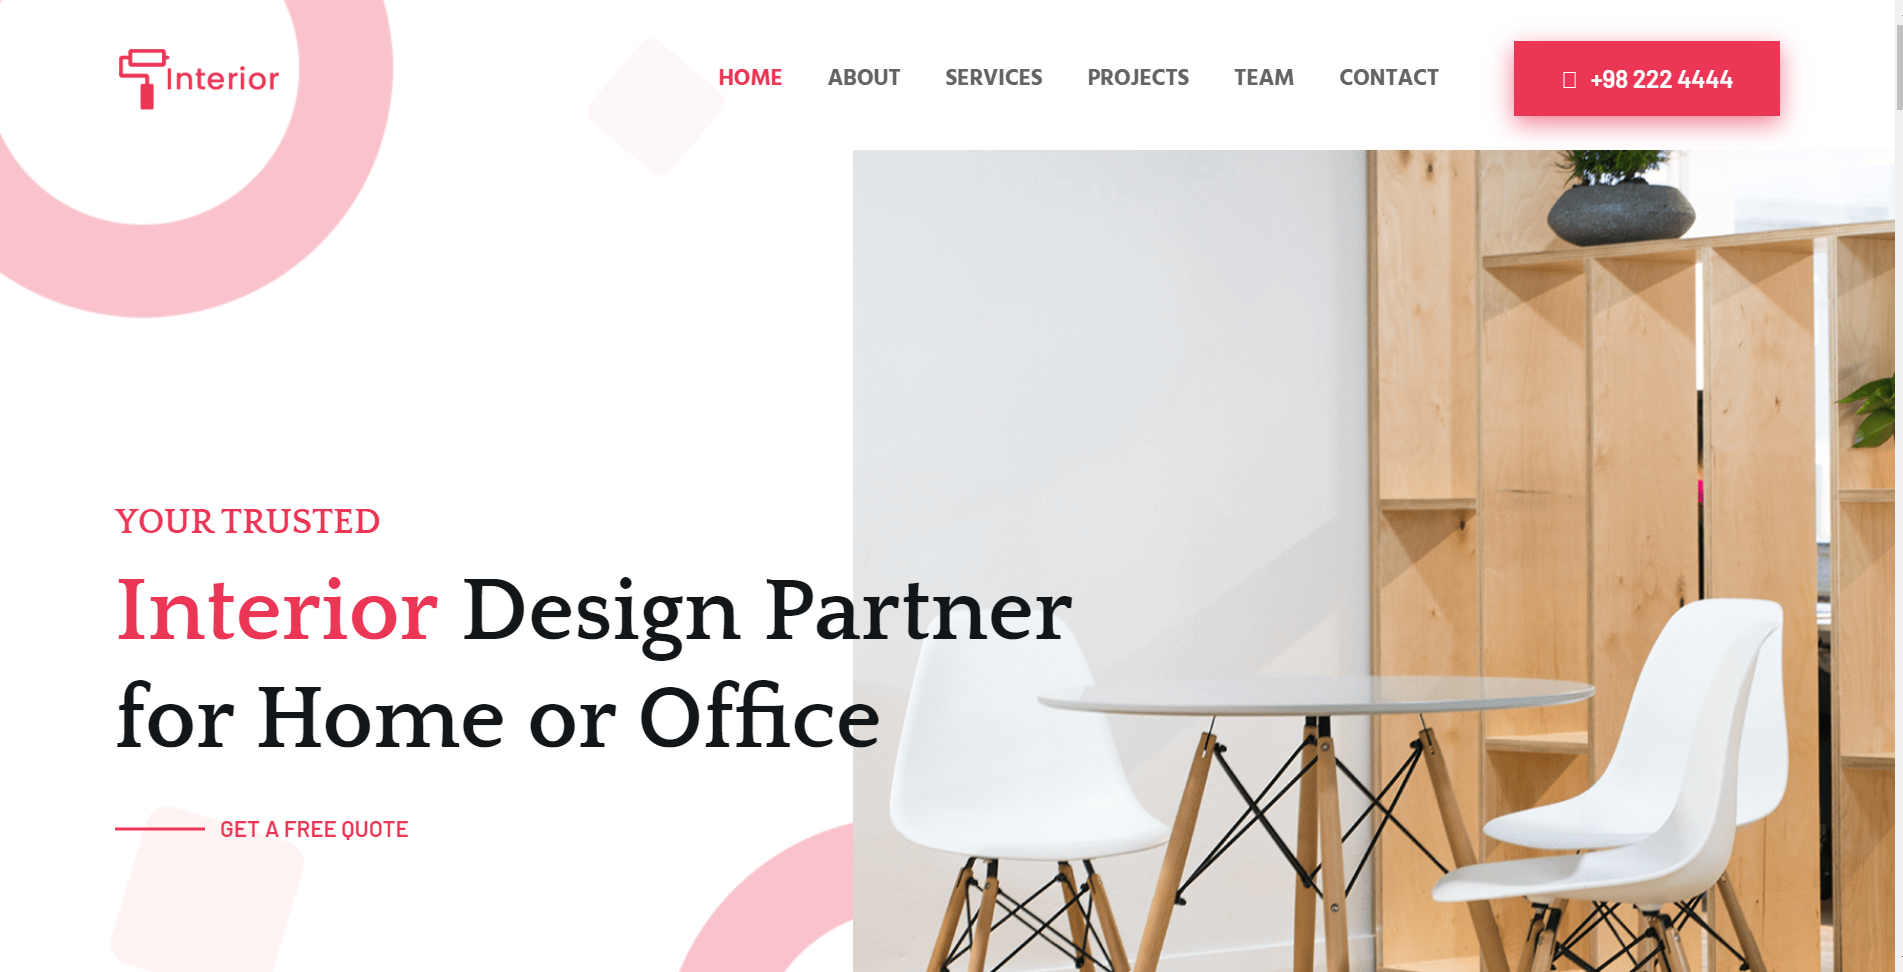 Interior
HOME ABOUT SERVICES PROJECTS TEAM CONTACT
+98 222 4444
YOUR TRUSTED
Interior Design Partner
for Home or Office
GET A FREE QUOTE